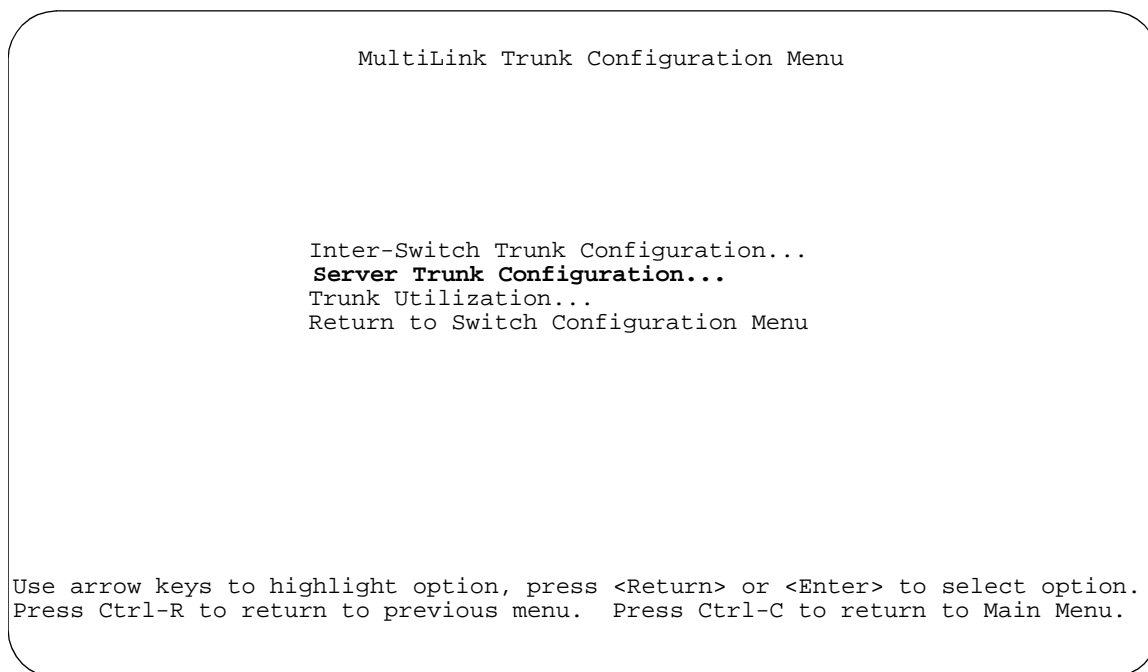 MultiLink Trunk Configuration Menu
Inter-Switch Trunk Configuration...
Server Trunk Configuration...
Trunk Utilization...
Return to Switch Configuration Menu
Use arrow keys to highlight option, press <Return> or <Enter> to select option.
Press Ctrl-R to return to previous menu.  Press Ctrl-C to return to Main Menu.